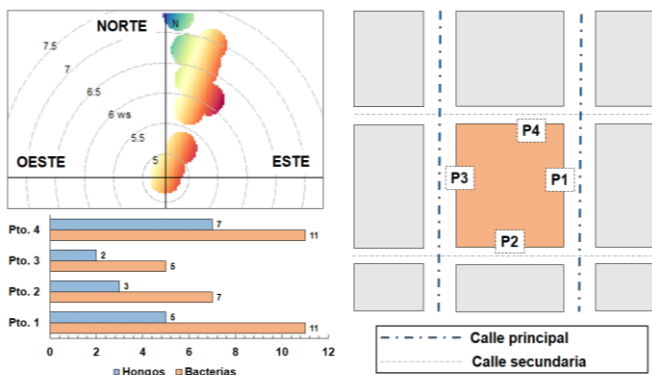 NORTE
N
7.5
7
6.5
6 ws
5.5
5
OESTE
ESTE
Pto. 4
7
11
Pto. 3
2
5
Pto. 2
3
7
Pto. 1
5
11
0 2 4 6 8 10 12
Hongos Bacterias
P4
P3
P1
P2
Calle principal
Calle secundaria